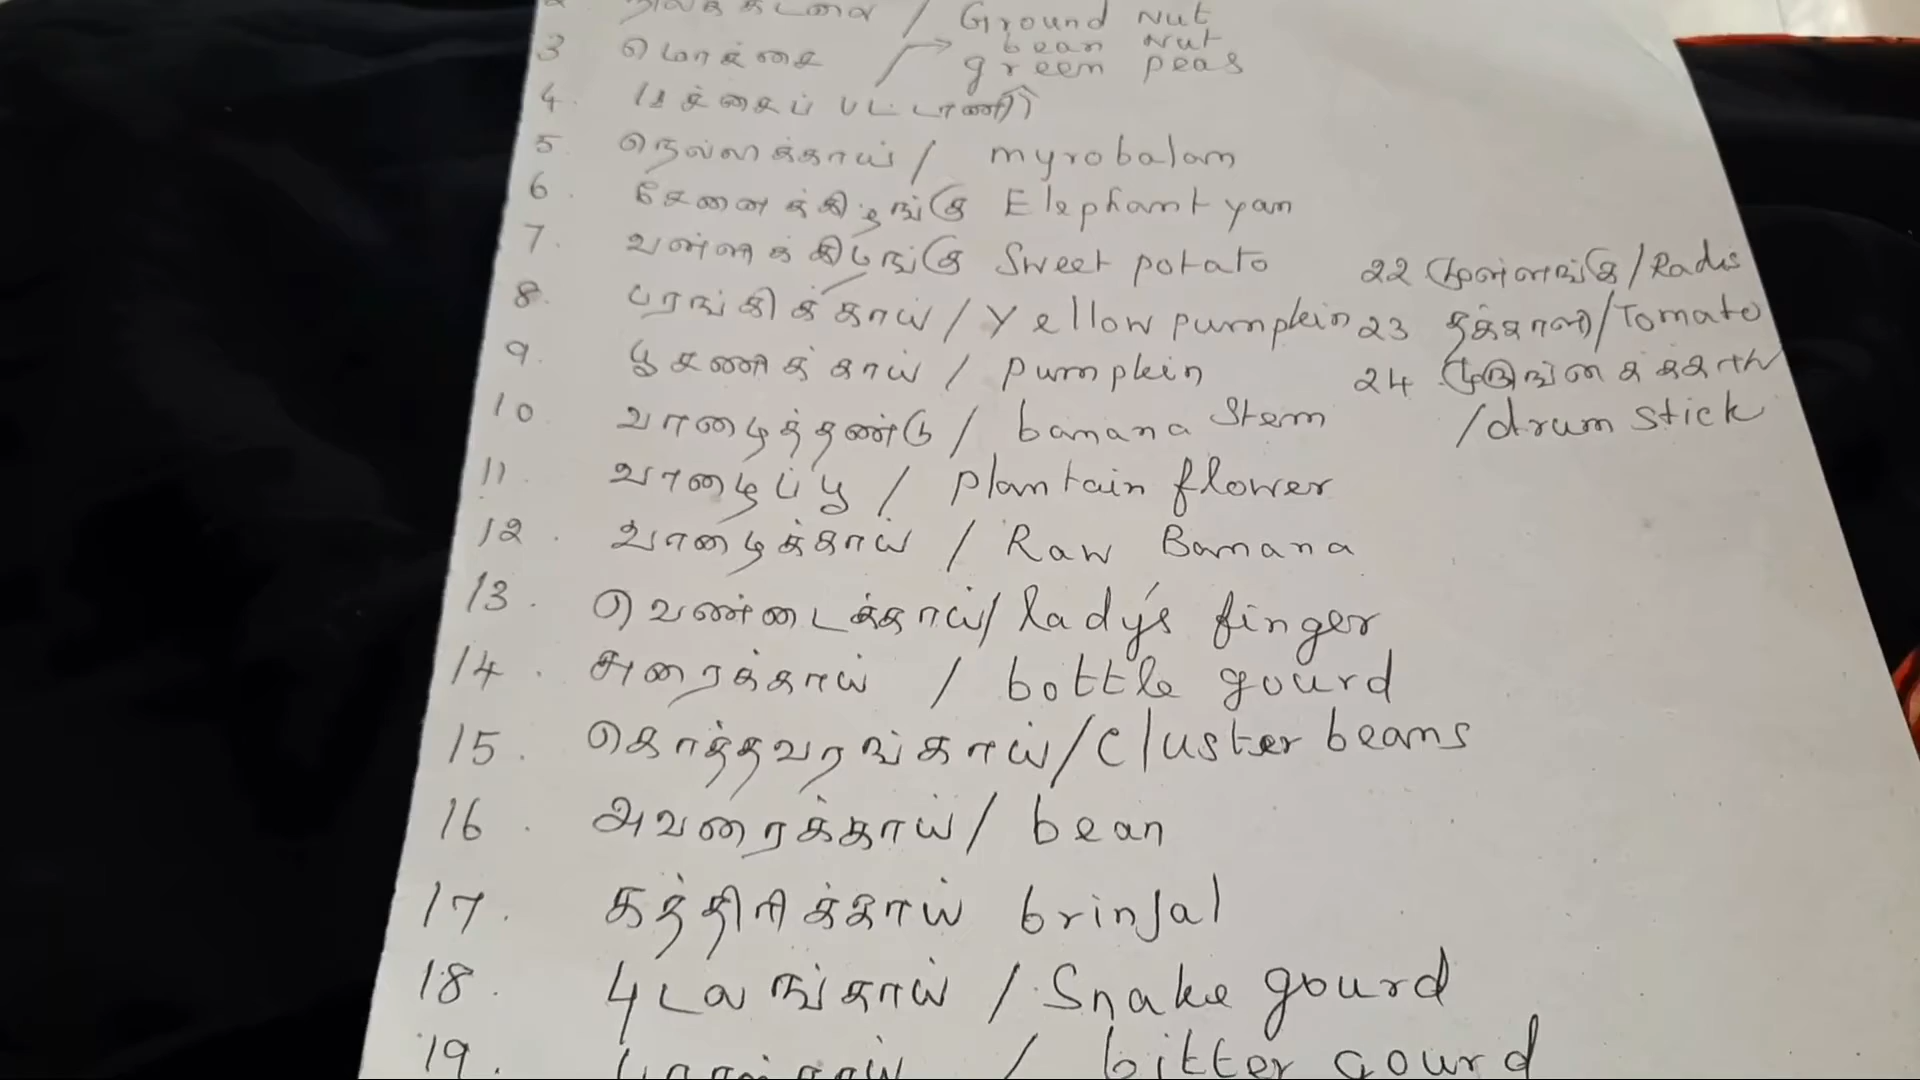 2 நிலக்கடலை / Ground Nut
3 மொச்சை / bean Nut
green peas
4. பச்சைப் பட்டாணி
5. நெல்லிக்காய் / myrobalam
6. சேனைக்கிழங்கு Elephant yan
7. வள்ளிக்கிழங்கு Sweet potato
8. பரங்கிக்காய் / Yellow pumpkin
9. பூசணிக்காய் / pumpkin
10 வாழைத்தண்டு / banana Stem
11. வாழைப்பூ / plantain flower
12. வாழைக்காய் / Raw Banana
13. வெண்டைக்காய்/ lady's finger
14. சுரைக்காய் / bottle gourd
15. கொத்தவரங்காய்/Cluster beans
16. அவரைக்காய்/ bean
17. கத்திரிக்காய் brinjal
18. புடலங்காய் / Snake gourd
19. பாகற்காய் / bitter gourd
22 முள்ளங்கி/Radis
23 தக்காளி/Tomato
24 முருங்கைக்காய்
/drum stick